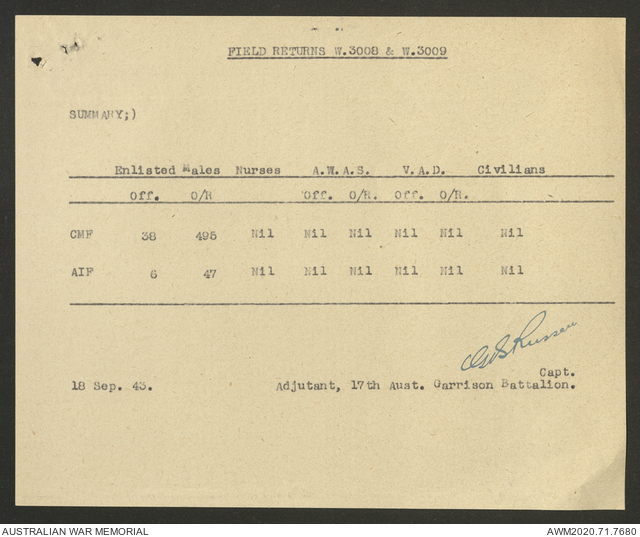 FIELD RETURNS W.3008 & W.3009
SUMMARY;)
Enlisted Males Nurses A.W.A.S. V.A.D. Civilians
Off. O/R Off. O/R. Off. O/R.
CMF 38 495 Nil Nil Nil Nil Nil Nil
AIF 6 47 Nil Nil Nil Nil Nil Nil
Capt.
18 Sep. 43. Adjutant, 17th Aust. Garrison Battalion.
AUSTRALIAN WAR MEMORIAL AWM2020.71.7680